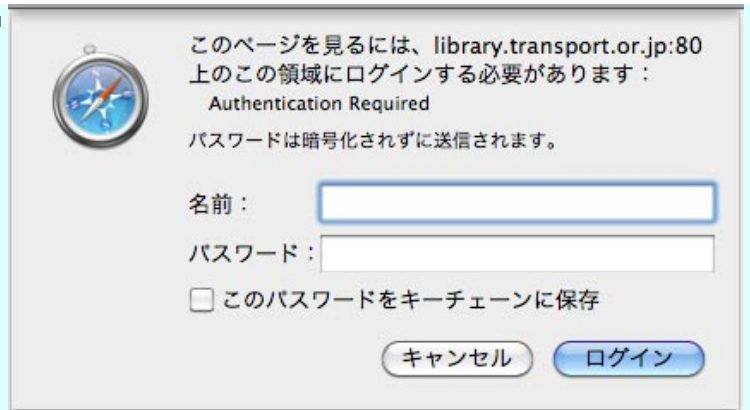 このページを見るには、library.transport.or.jp:80
上のこの領域にログインする必要があります：
Authentication Required
パスワードは暗号化されずに送信されます。
名前：
パスワード：
このパスワードをキーチェーンに保存
キャンセル ログイン